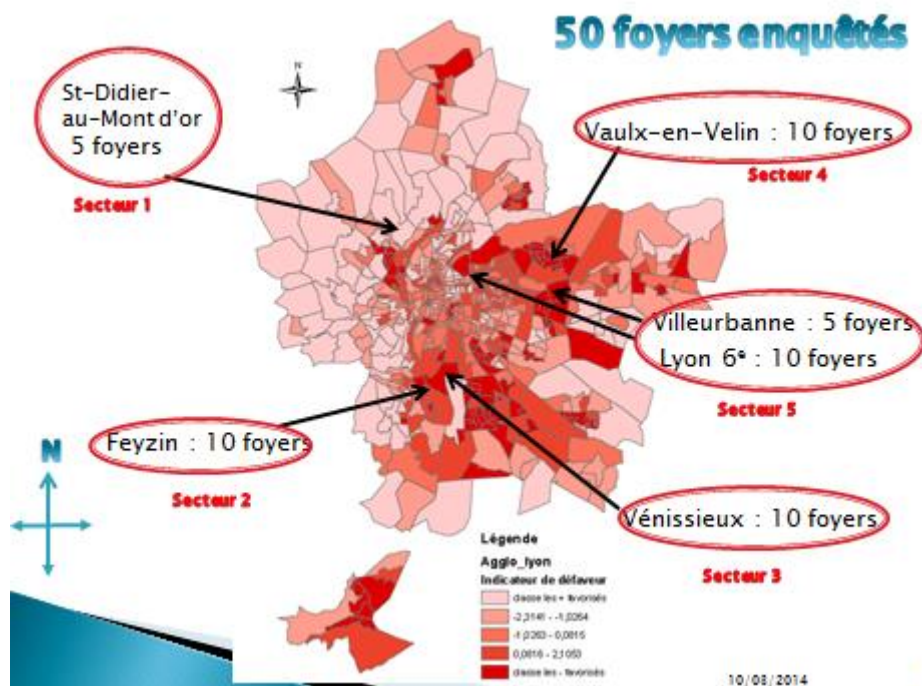 50 foyers enquêtés
N
St-Didier-
au-Mont d'or
5 foyers
Secteur 1
Vaulx-en-Velin : 10 foyers
Secteur 4
Villeurbanne : 5 foyers
Lyon 6e : 10 foyers
Secteur 5
Feyzin : 10 foyers
Secteur 2
N
Vénissieux : 10 foyers
Secteur 3
Légende
Agglo_lyon
Indicateur de défaveur
classe les + favorisés
-2,3141 - -1,0264
-1,0263 - 0,0815
0,0816 - 2,1053
classe les - favorisés
10/08/2014